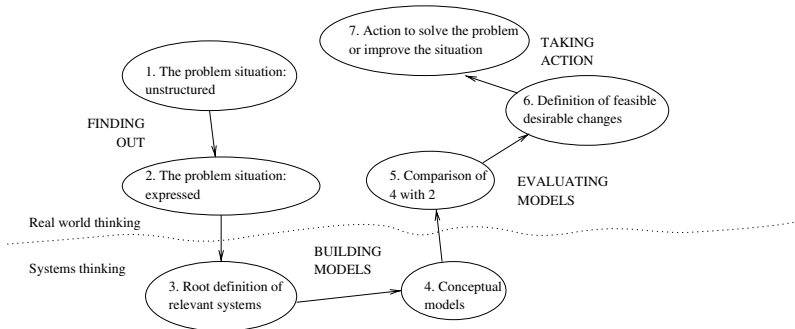 1. The problem situation:
unstructured
FINDING
OUT
2. The problem situation:
expressed
Real world thinking
Systems thinking
3. Root definition of
relevant systems
BUILDING
MODELS
4. Conceptual
models
5. Comparison of
4 with 2
EVALUATING
MODELS
6. Definition of feasible
desirable changes
TAKING
ACTION
7. Action to solve the problem
or improve the situation